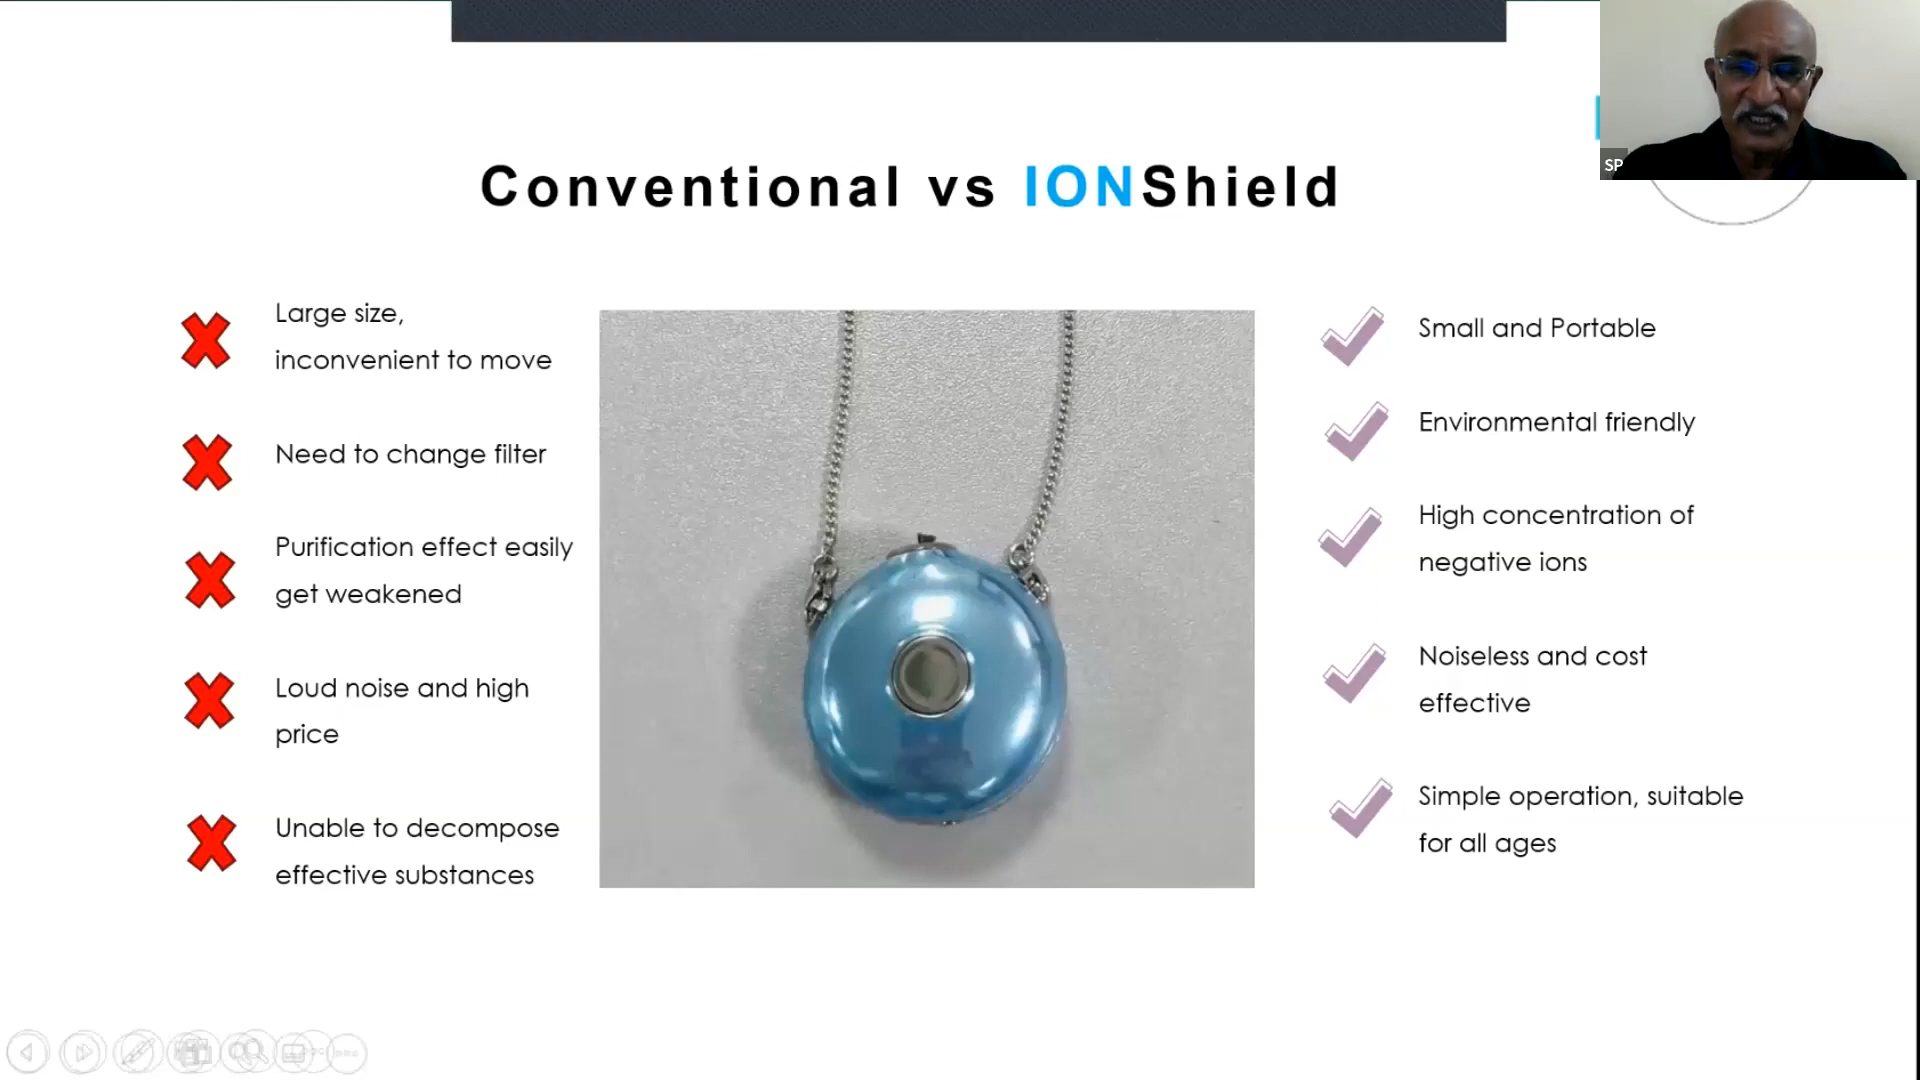 Conventional vs IONShield
Large size,
inconvenient to move
Need to change filter
Purification effect easily
get weakened
Loud noise and high
price
Unable to decompose
effective substances
Small and Portable
Environmental friendly
High concentration of
negative ions
Noiseless and cost
effective
Simple operation, suitable
for all ages
SP